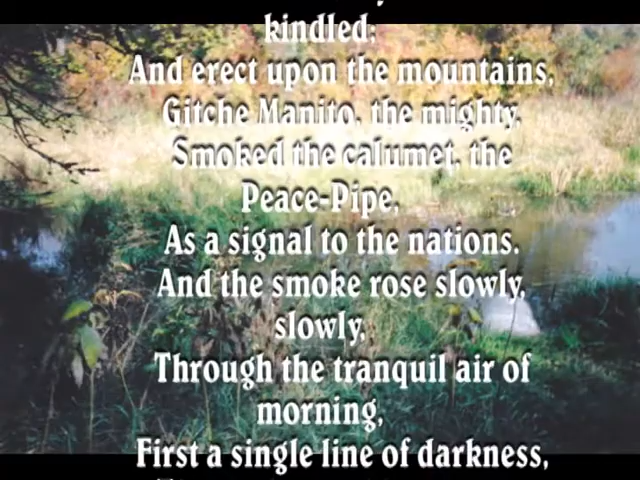 kindled;
And erect upon the mountains,
Gitche Manito, the mighty,
Smoked the calumet, the
Peace-Pipe,
As a signal to the nations.
And the smoke rose slowly,
slowly,
Through the tranquil air of
morning,
First a single line of darkness,